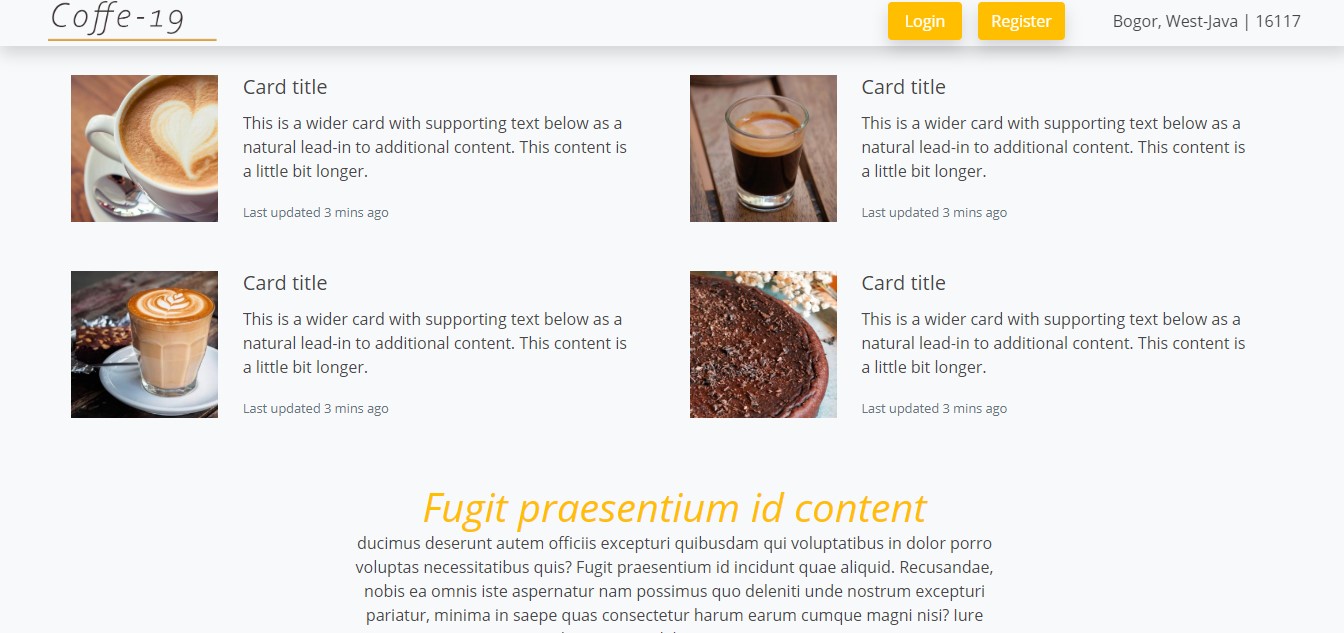 Coffe-19
Login
Register
Bogor, West-Java | 16117
Card title
This is a wider card with supporting text below as a
natural lead-in to additional content. This content is
a little bit longer.
Last updated 3 mins ago
Card title
This is a wider card with supporting text below as a
natural lead-in to additional content. This content is
a little bit longer.
Last updated 3 mins ago
Card title
This is a wider card with supporting text below as a
natural lead-in to additional content. This content is
a little bit longer.
Last updated 3 mins ago
Card title
This is a wider card with supporting text below as a
natural lead-in to additional content. This content is
a little bit longer.
Last updated 3 mins ago
Fugit praesentium id content
ducimus deserunt autem officiis excepturi quibusdam qui voluptatibus in dolor porro
voluptas necessitatibus quis? Fugit praesentium id incidunt quae aliquid. Recusandae,
nobis ea omnis iste aspernatur nam possimus quo deleniti unde nostrum excepturi
pariatur, minima in saepe quas consectetur harum earum cumque magni nisi? Iure